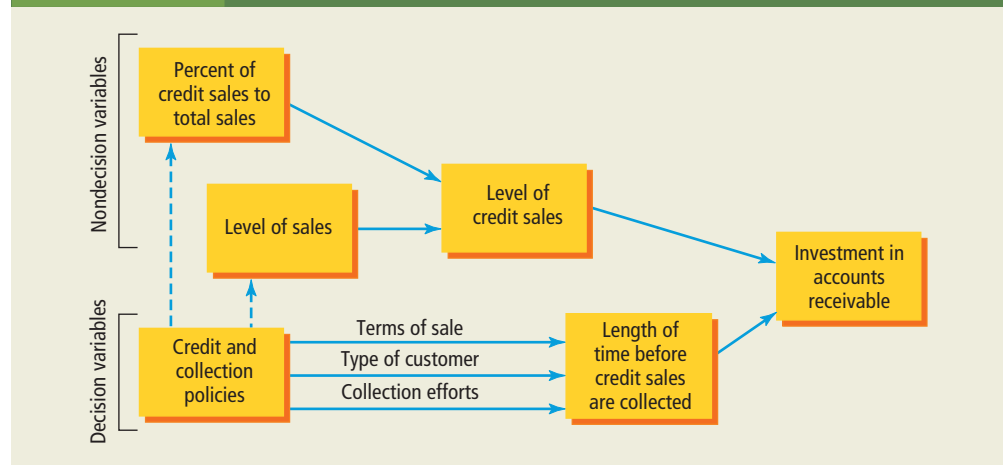 Nondecision variables
Percent of
credit sales to
total sales
Level of sales
Level of
credit sales
Investment in
accounts
receivable
Decision variables
Credit and
collection
policies
Terms of sale
Type of customer
Collection efforts
Length of
time before
credit sales
are collected